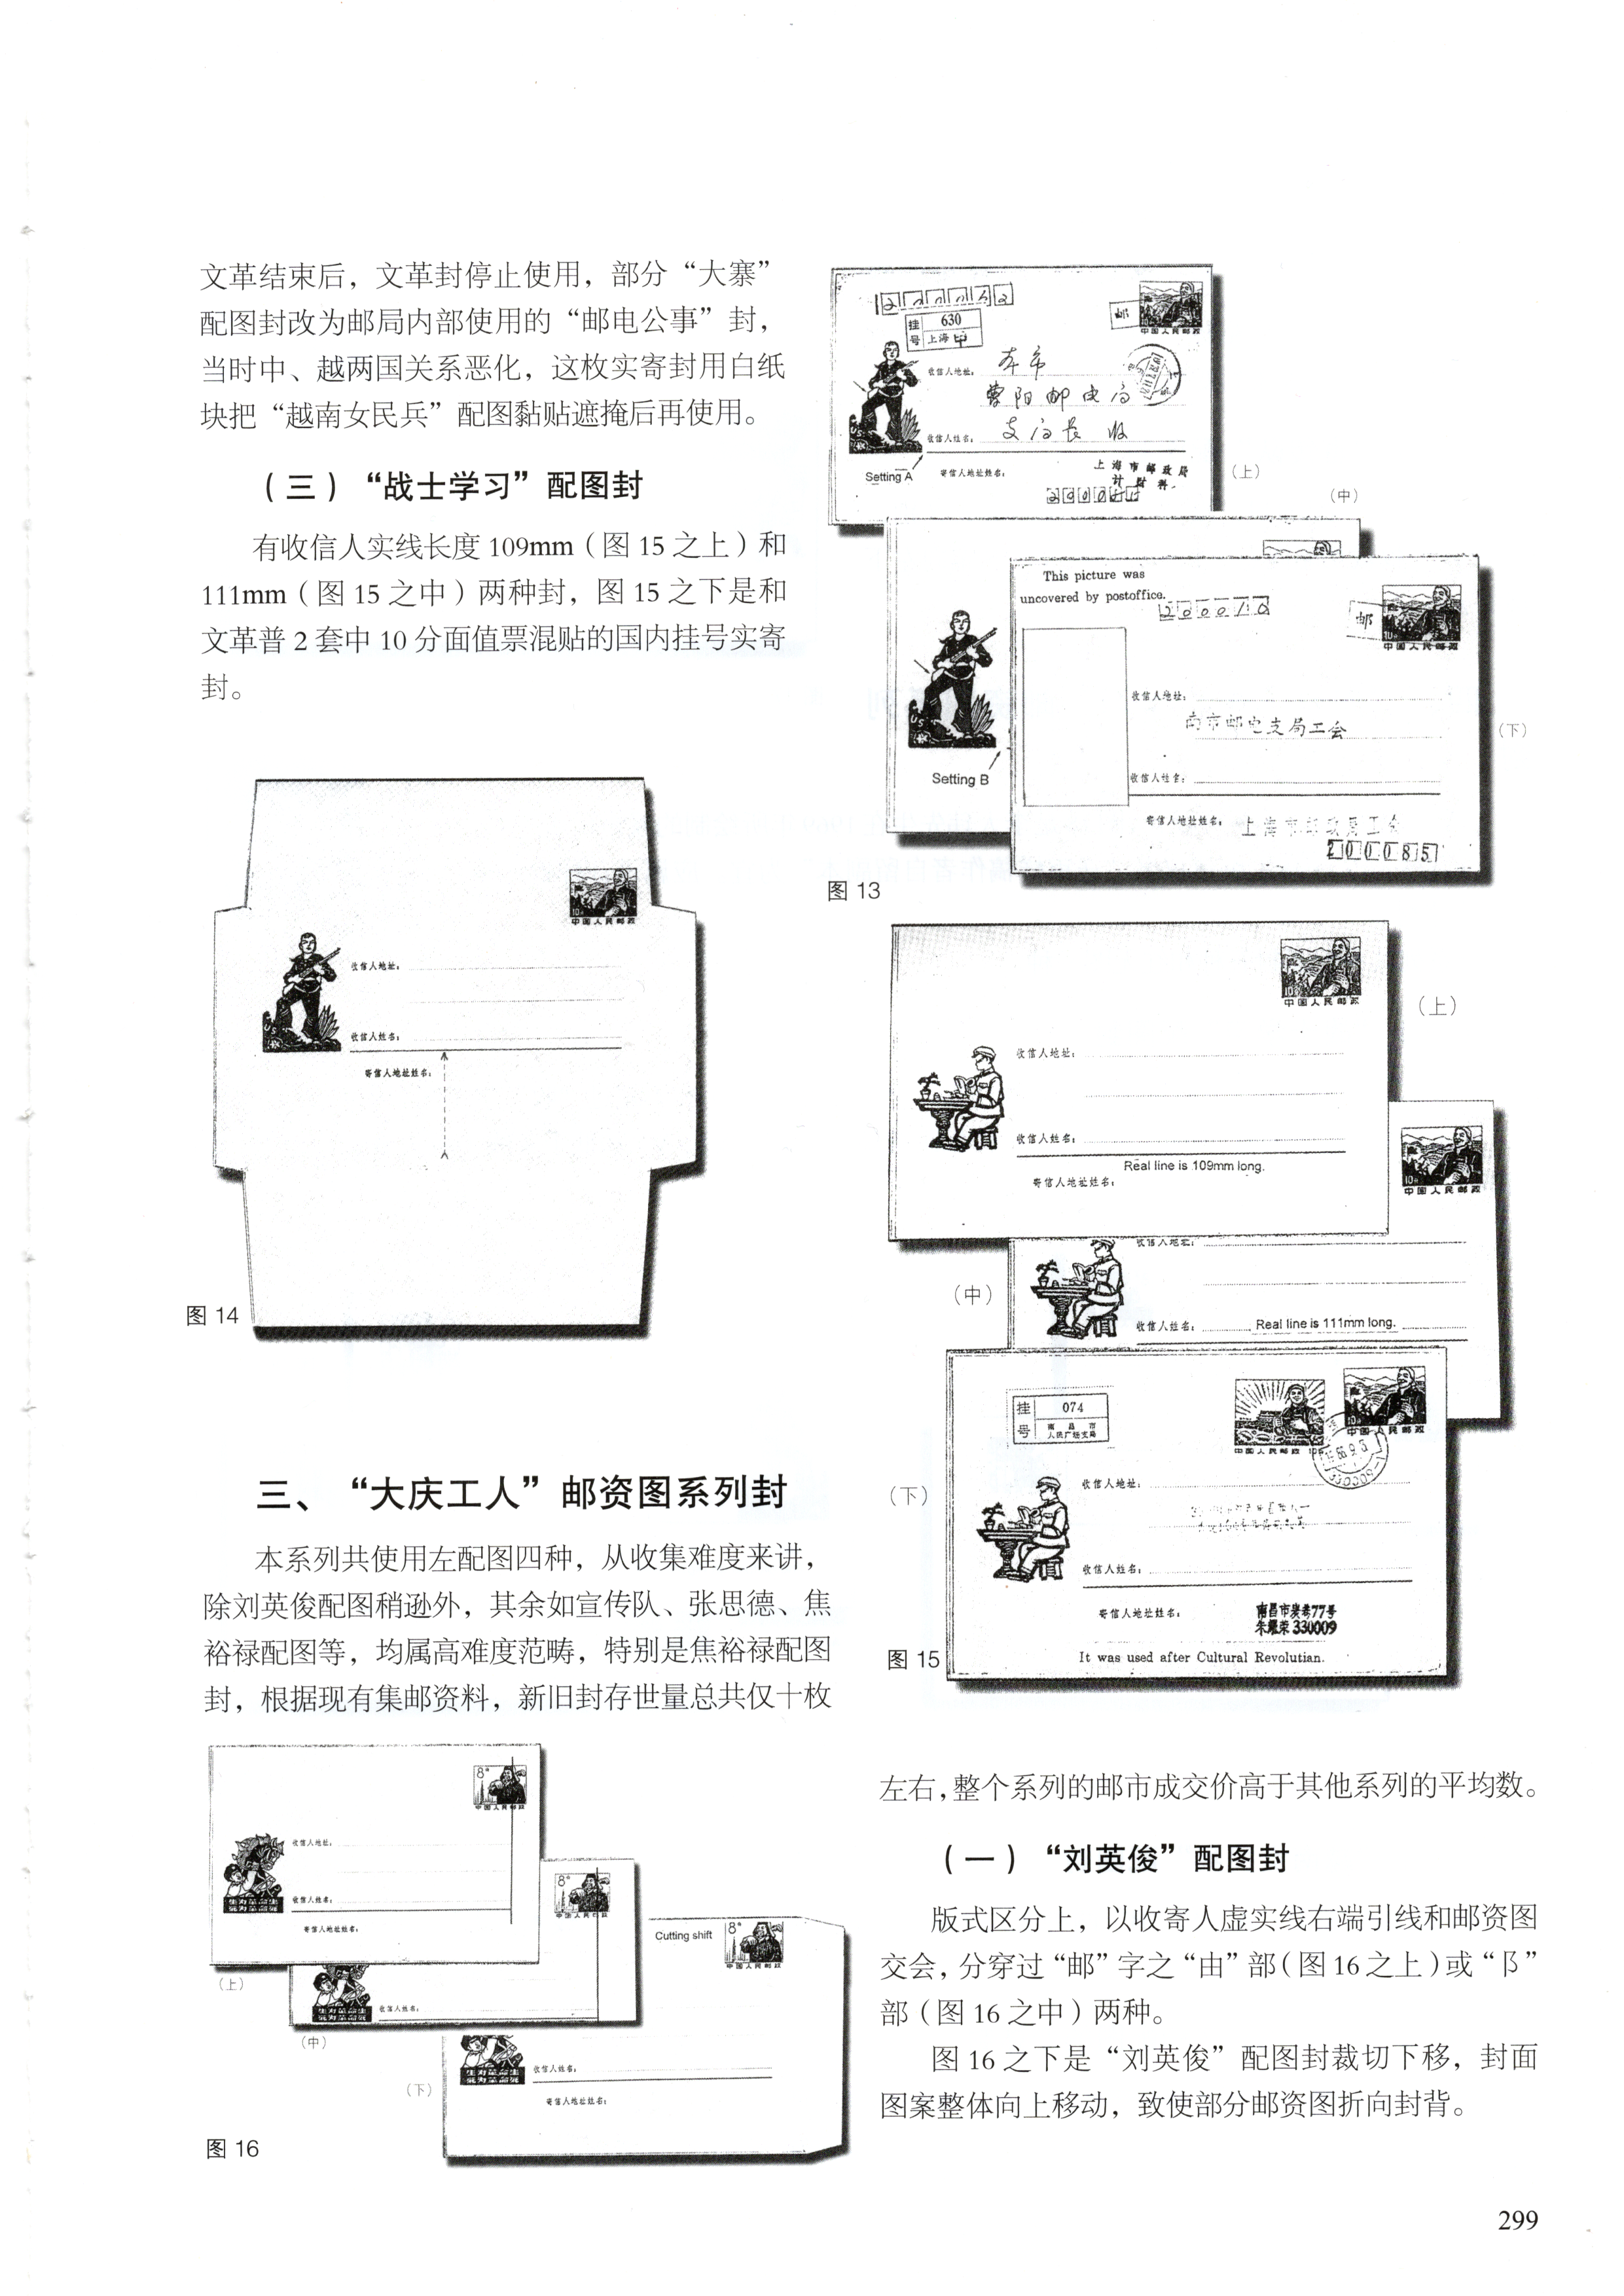 文革结束后，文革封停止使用，部分“大寨”
配图封改为邮局内部使用的“邮电公事”封，
当时中、越两国关系恶化，这枚实寄封用白纸
块把“越南女民兵”配图黏贴遮掩后再使用。
（三）“战士学习”配图封
有收信人实线长度 109mm（图 15 之上）和
111mm（图 15 之中）两种封，图 15 之下是和
文革普 2 套中 10 分面值票混贴的国内挂号实寄
封。
中国人民邮政
收信人地址：
收信人姓名：
寄信人地址姓名：
图 14
三、“大庆工人”邮资图系列封
本系列共使用左配图四种，从收集难度来讲，
除刘英俊配图稍逊外，其余如宣传队、张思德、焦
裕禄配图等，均属高难度范畴，特别是焦裕禄配图
封，根据现有集邮资料，新旧封存世量总共仅十枚
8分
中国人民邮政
收信人地址：
收信人姓名：
寄信人地址姓名：
（上）
8分
中国人民邮政
收信人姓名：
（中）
Cutting shift
8分
中国人民邮政
收信人姓名：
寄信人地址姓名：
（下）
图 16
挂号
630
上海
邮
中国人民邮政
收信人地址：
本市
邮电局
收信人姓名：
支局长 收
Setting A
寄信人地址姓名：
上海市邮政局
（上）
（中）
US
Setting B
This picture was
uncovered by postoffice.
200010
邮
中国人民邮政
收信人地址：
南京邮电支局工会
收信人姓名：
寄信人地址姓名：
上海市邮政局工会
200085
（下）
图 13
中国人民邮政
（上）
收信人地址：
收信人姓名：
Real line is 109mm long.
寄信人地址姓名：
10分
中国人民邮政
收信人地址：
（中）
收信人姓名：
Real line is 111mm long.
挂号
074
南昌市
人民广场支局
中国人民邮政
中国人民邮政
（下）
收信人地址：
收信人姓名：
寄信人地址姓名：
330009
It was used after Cultural Revolutian.
图 15
左右，整个系列的邮市成交价高于其他系列的平均数。
（一）“刘英俊”配图封
版式区分上，以收寄人虚实线右端引线和邮资图
交会，分穿过“邮”字之“由”部（图 16 之上）或“阝”
部（图 16 之中）两种。
图 16 之下是“刘英俊”配图封裁切下移，封面
图案整体向上移动，致使部分邮资图折向封背。
299